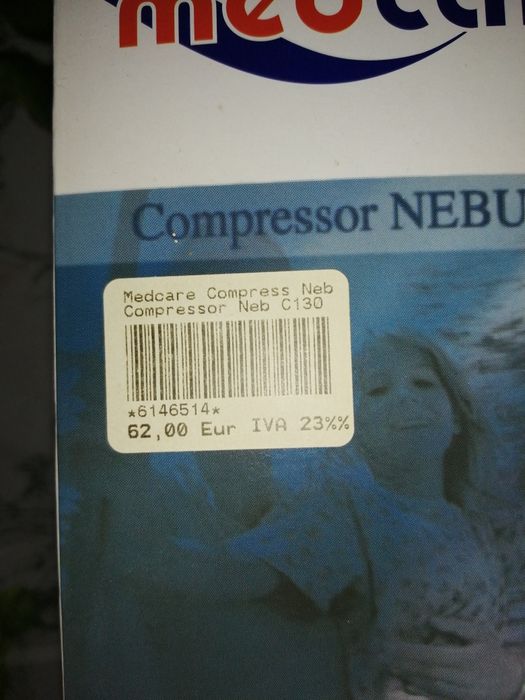 Compressor NEBU
Medcare Compress Neb
Compressor Neb C130
*6146514*
62,00 Eur IVA 23%%